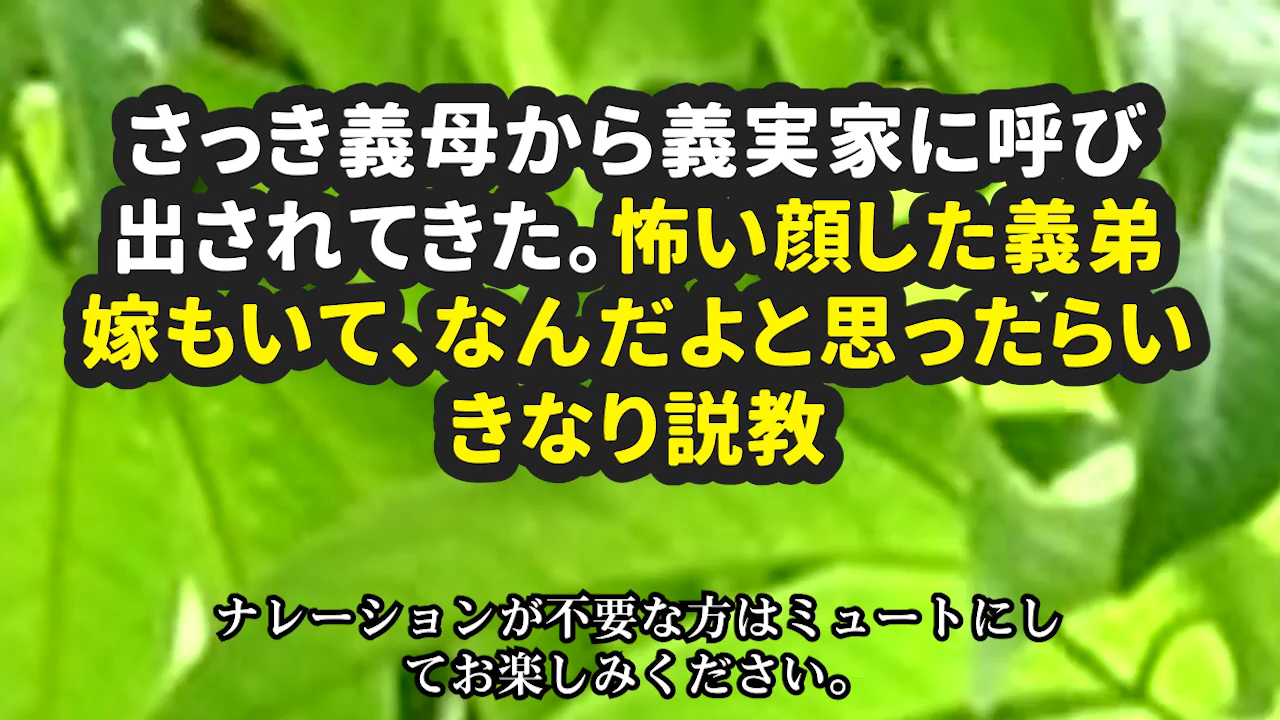 さっき義母から義実家に呼び
出されてきた。怖い顔した義弟
嫁もいて、なんだよと思ったらい
きなり説教
ナレーションが不要な方はミュートにし
てお楽しみください。